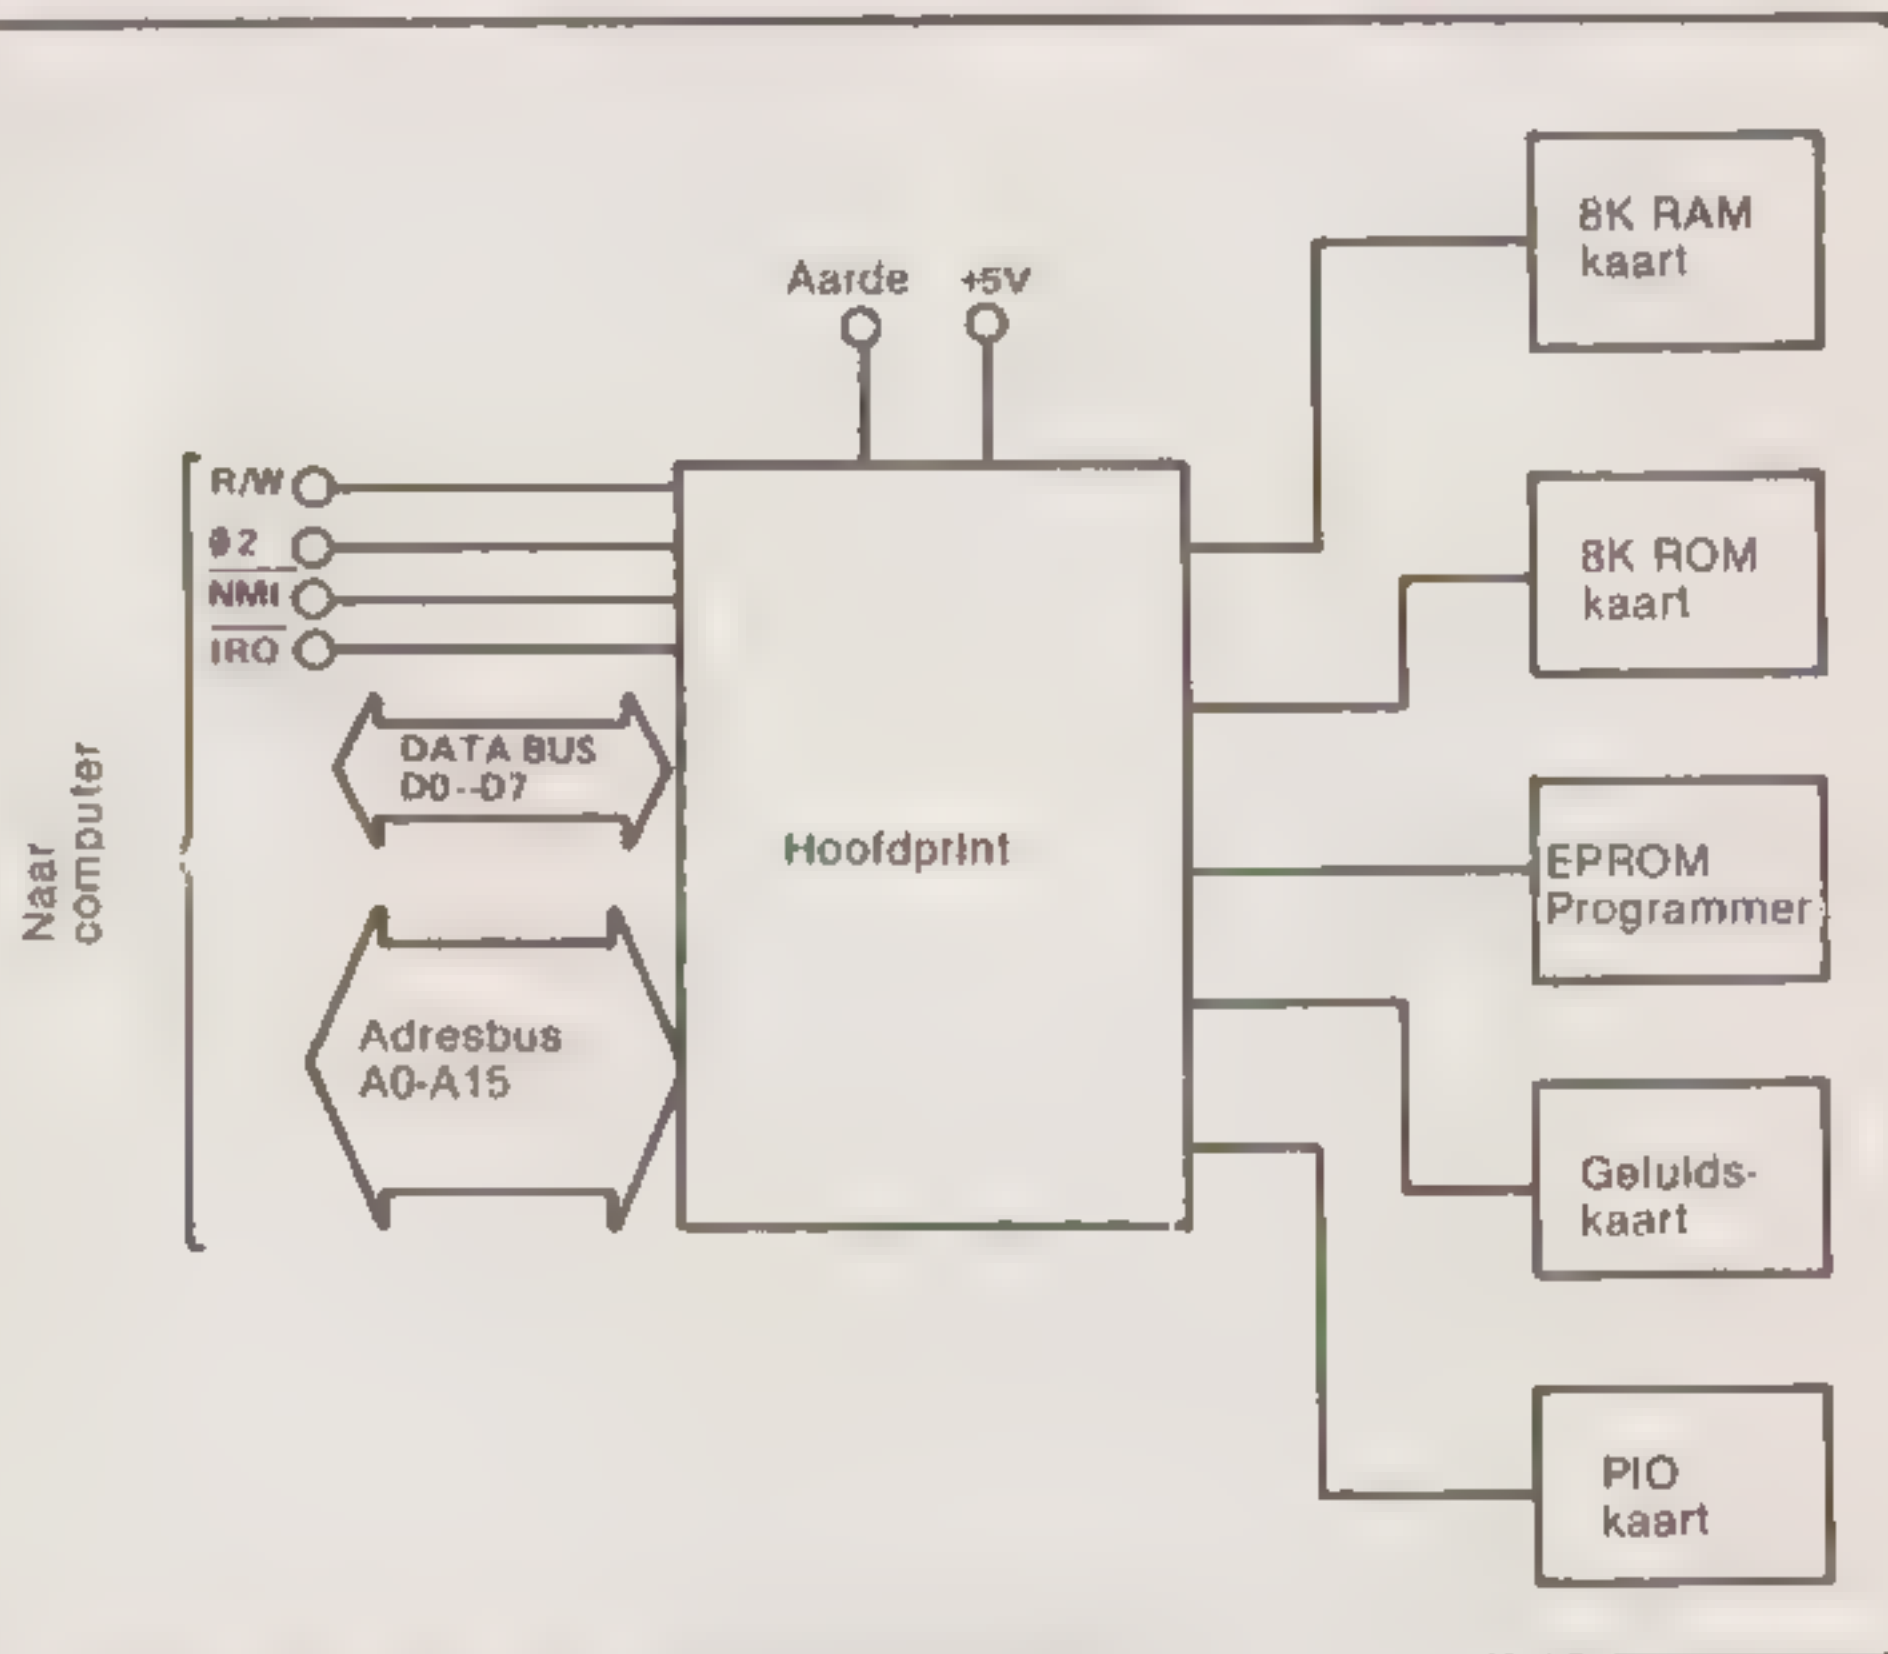 Aarde +5V
R/W
ø2
NMI
IRQ
DATA BUS
D0--D7
Adresbus
A0-A15
Naar
computer
Hoofdprint
8K RAM
kaart
8K ROM
kaart
EPROM
Programmer
Geluids-
kaart
PIO
kaart